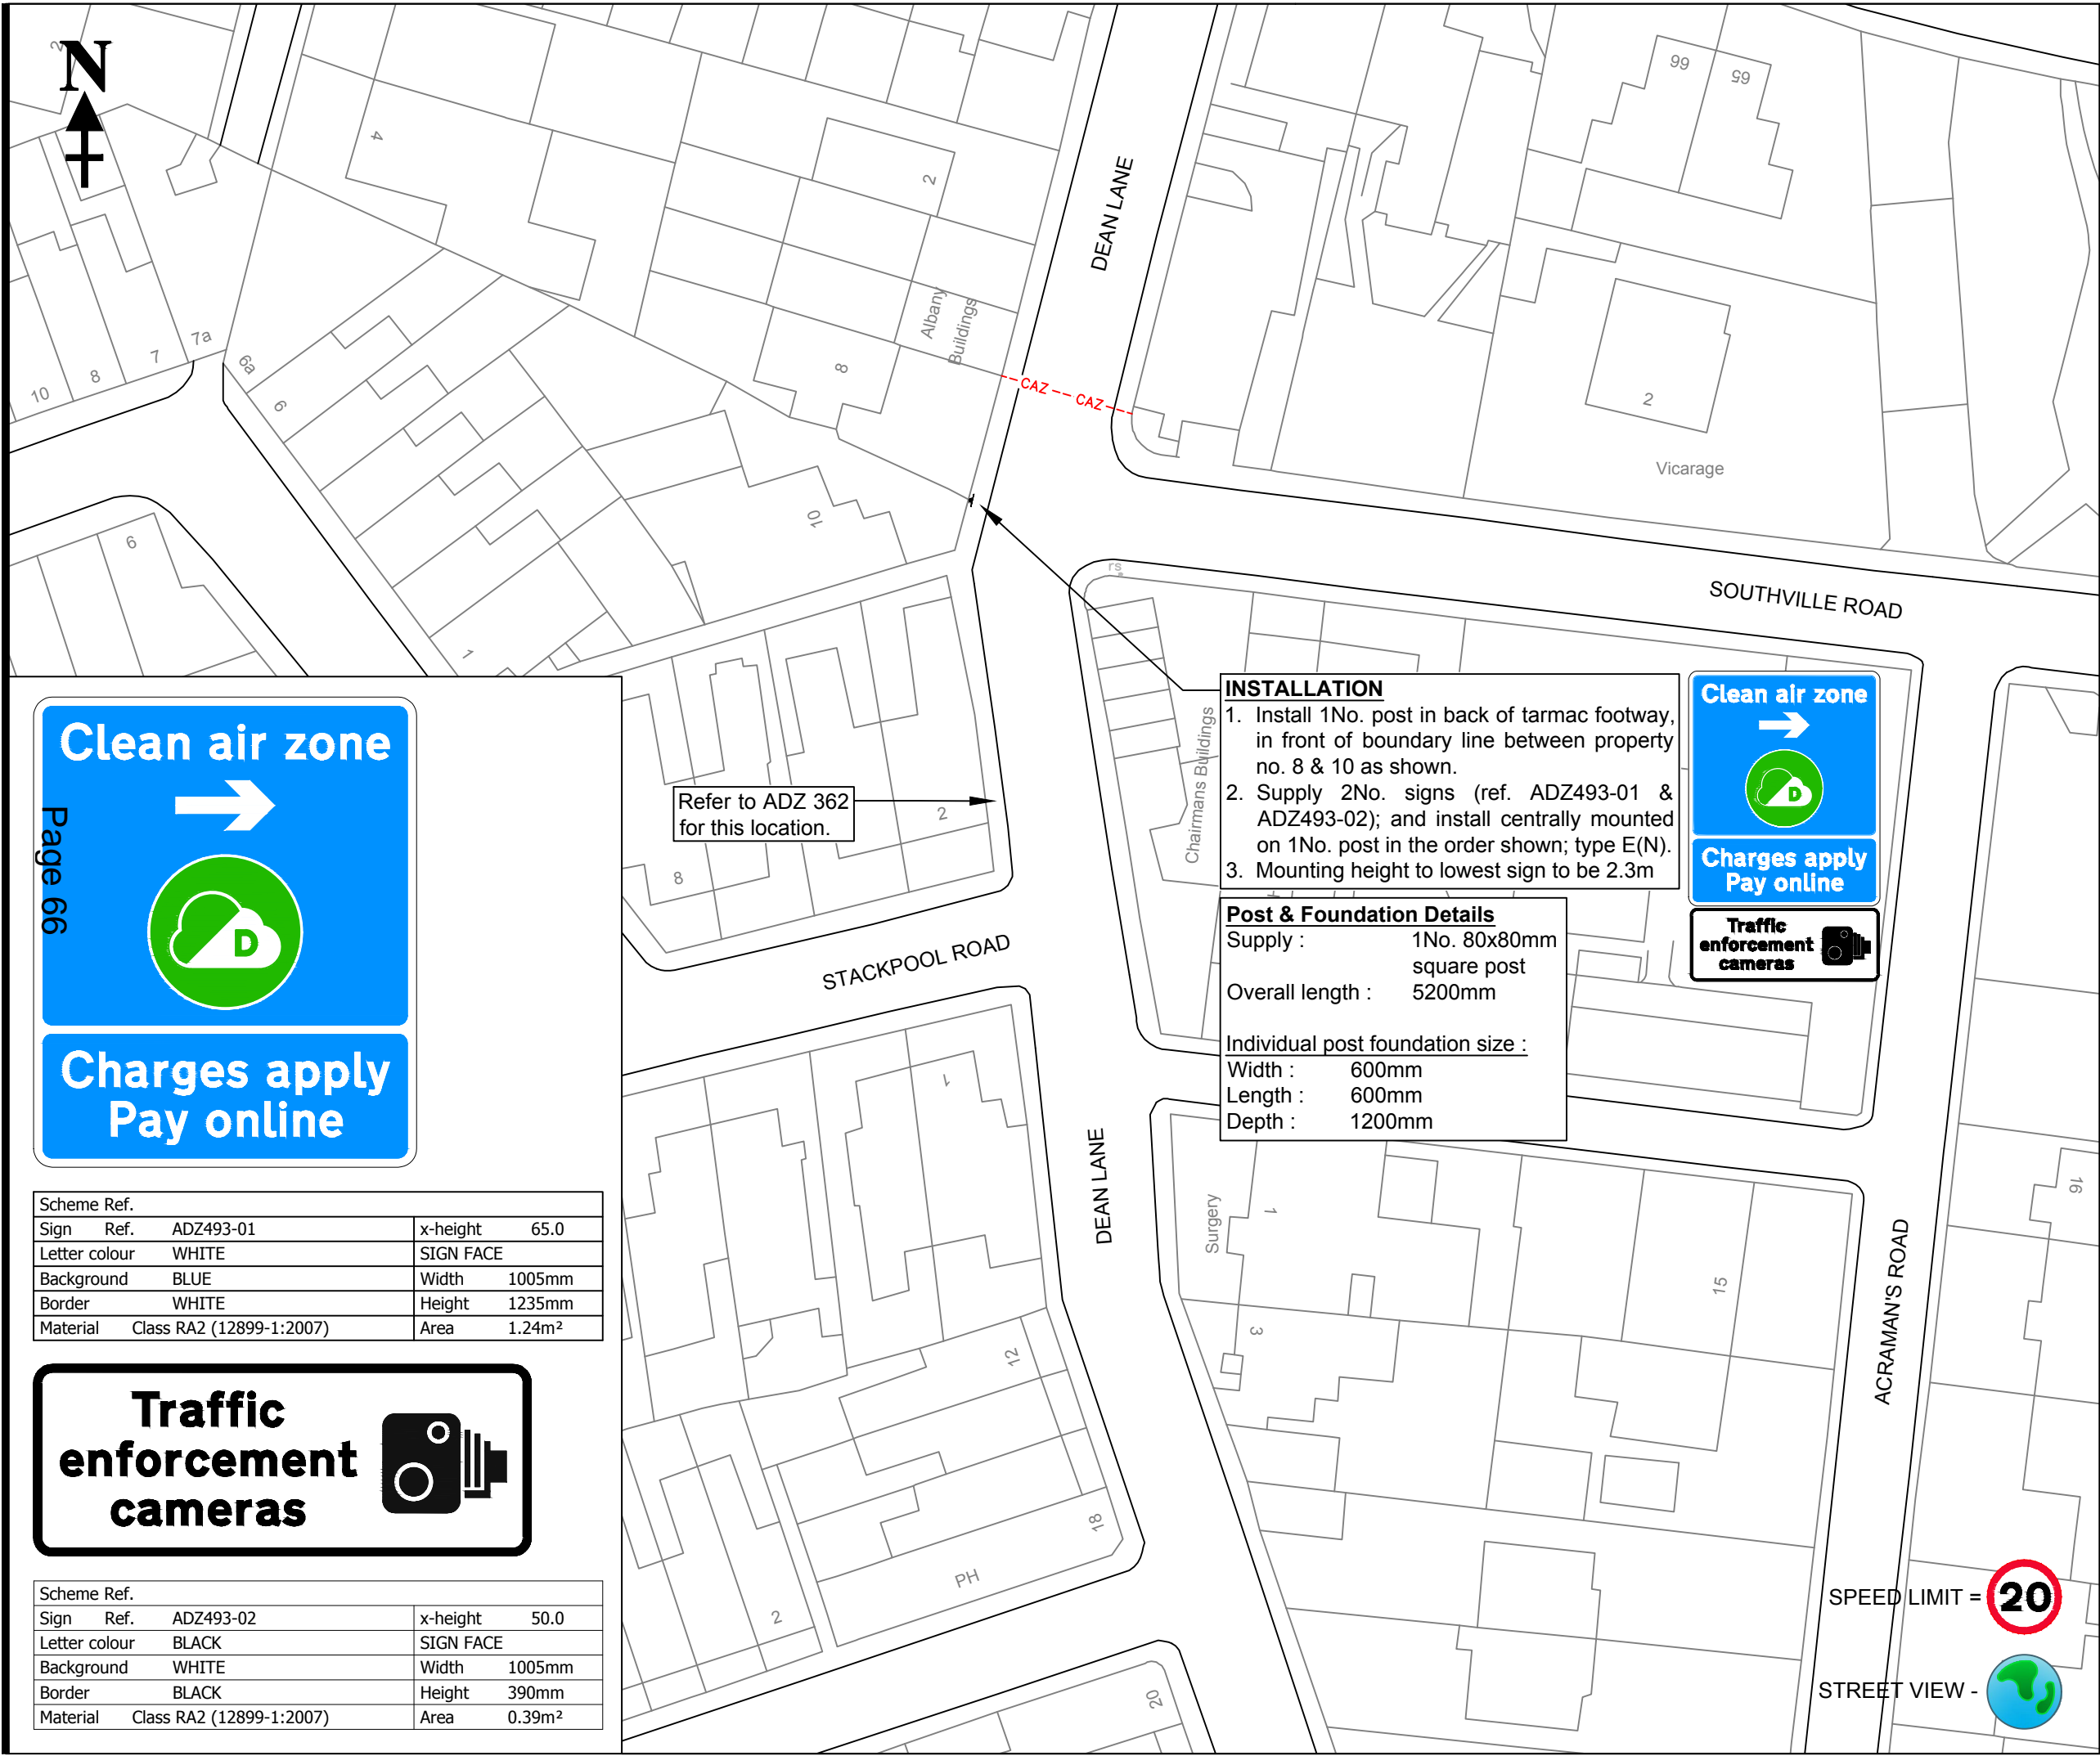 N
2
4
2
DEAN LANE
66
65
Albany
Buildings
8
2
Vicarage
CAZ
CAZ
10
8
7
7a
6a
6
6
10
1
rs
SOUTHVILLE ROAD
Clean air zone
D
Charges apply
Pay online
Page 66
Scheme Ref.
Sign Ref. ADZ493-01 x-height 65.0
Letter colour WHITE SIGN FACE
Background BLUE Width 1005mm
Border WHITE Height 1235mm
Material Class RA2 (12899-1:2007) Area 1.24m²
Traffic
enforcement
cameras
Scheme Ref.
Sign Ref. ADZ493-02 x-height 50.0
Letter colour BLACK SIGN FACE
Background WHITE Width 1005mm
Border BLACK Height 390mm
Material Class RA2 (12899-1:2007) Area 0.39m²
Refer to ADZ 362
for this location.
2
8
STACKPOOL ROAD
Chairmans Buildings
INSTALLATION
1. Install 1No. post in back of tarmac footway,
in front of boundary line between property
no. 8 & 10 as shown.
2. Supply 2No. signs (ref. ADZ493-01 &
ADZ493-02); and install centrally mounted
on 1No. post in the order shown; type E(N).
3. Mounting height to lowest sign to be 2.3m
Clean air zone
D
Charges apply
Pay online
Traffic
enforcement
cameras
Post & Foundation Details
Supply : 1No. 80x80mm
square post
Overall length : 5200mm
Individual post foundation size :
Width : 600mm
Length : 600mm
Depth : 1200mm
1
DEAN LANE
Surgery
1
3
15
16
ACRAMAN'S ROAD
12
18
PH
2
20
SPEED LIMIT = 20
STREET VIEW -